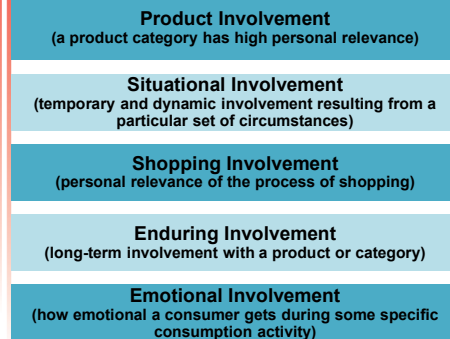 Product Involvement
(a product category has high personal relevance)
Situational Involvement
(temporary and dynamic involvement resulting from a
particular set of circumstances)
Shopping Involvement
(personal relevance of the process of shopping)
Enduring Involvement
(long-term involvement with a product or category)
Emotional Involvement
(how emotional a consumer gets during some specific
consumption activity)